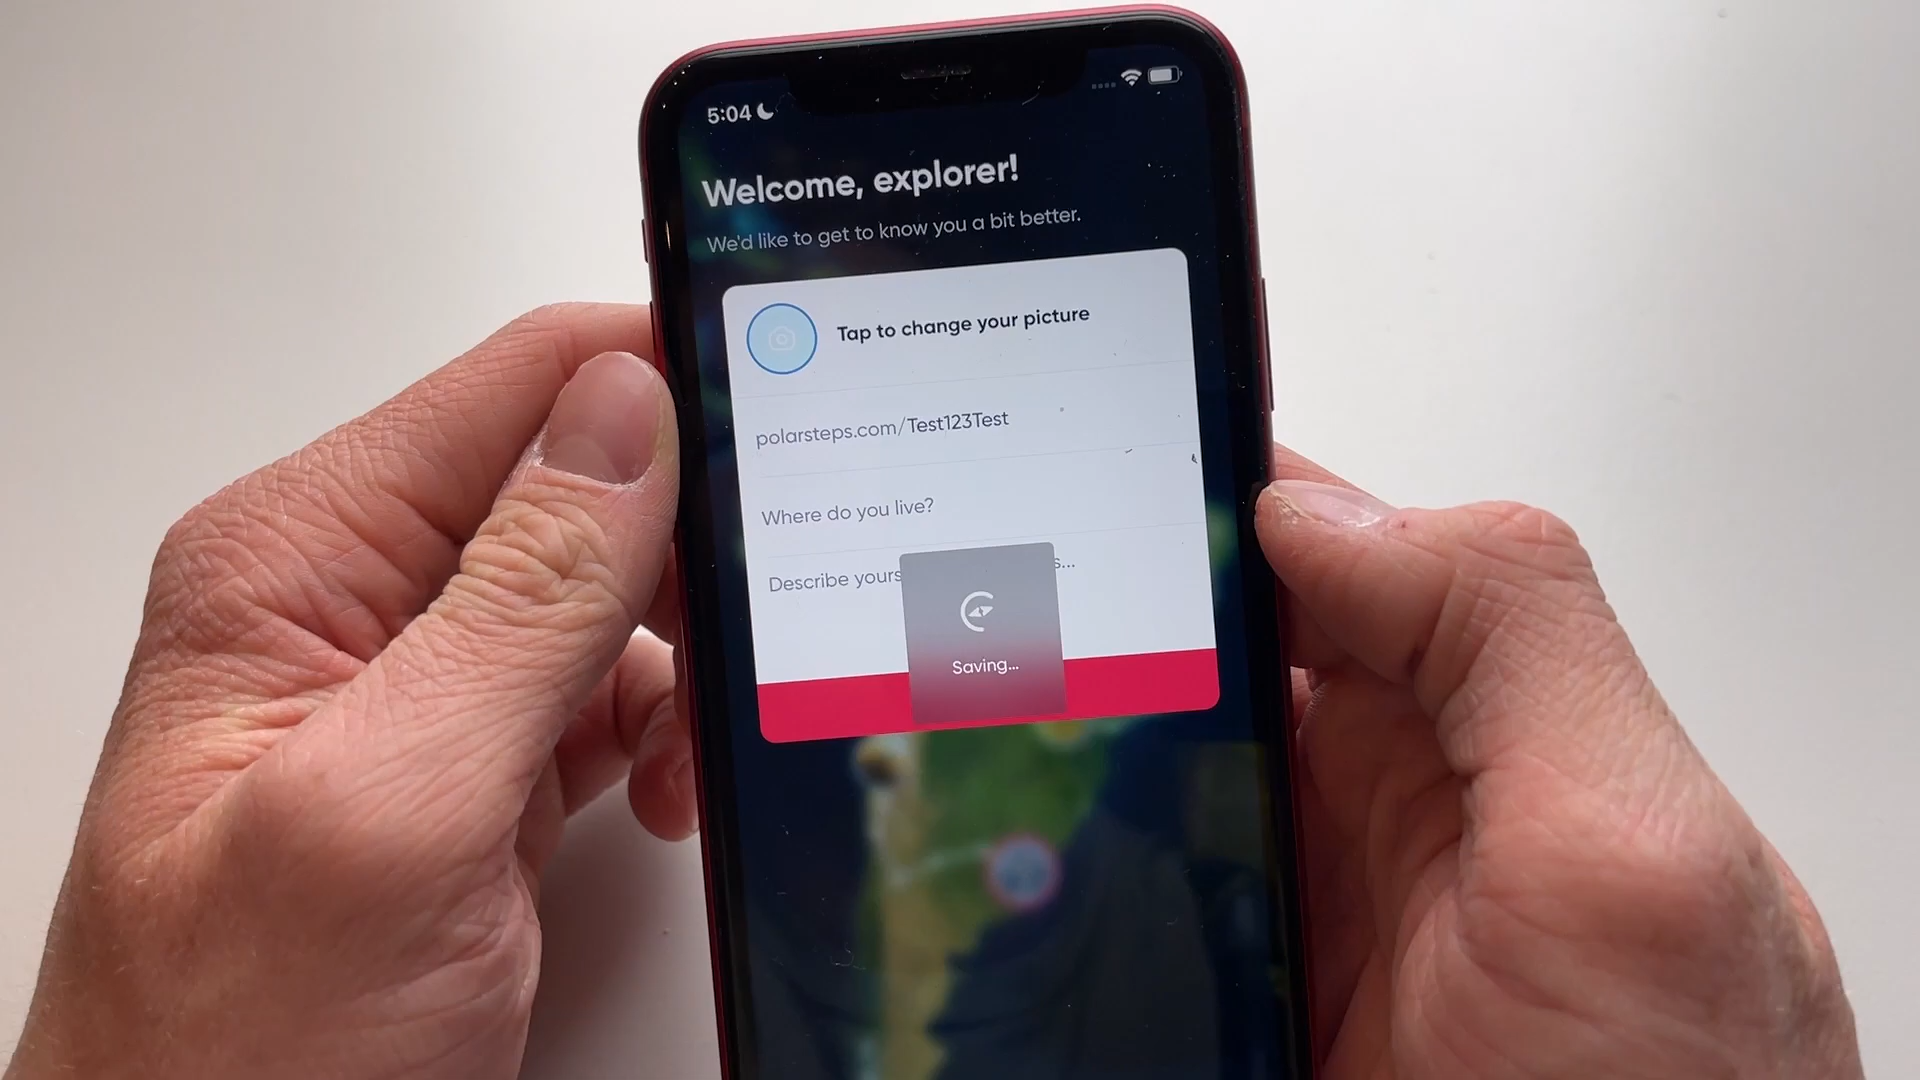 5:04
Welcome, explorer!
We'd like to get to know you a bit better.
Tap to change your picture
polarsteps.com/Test123Test
Where do you live?
Describe yours
s...
Saving...